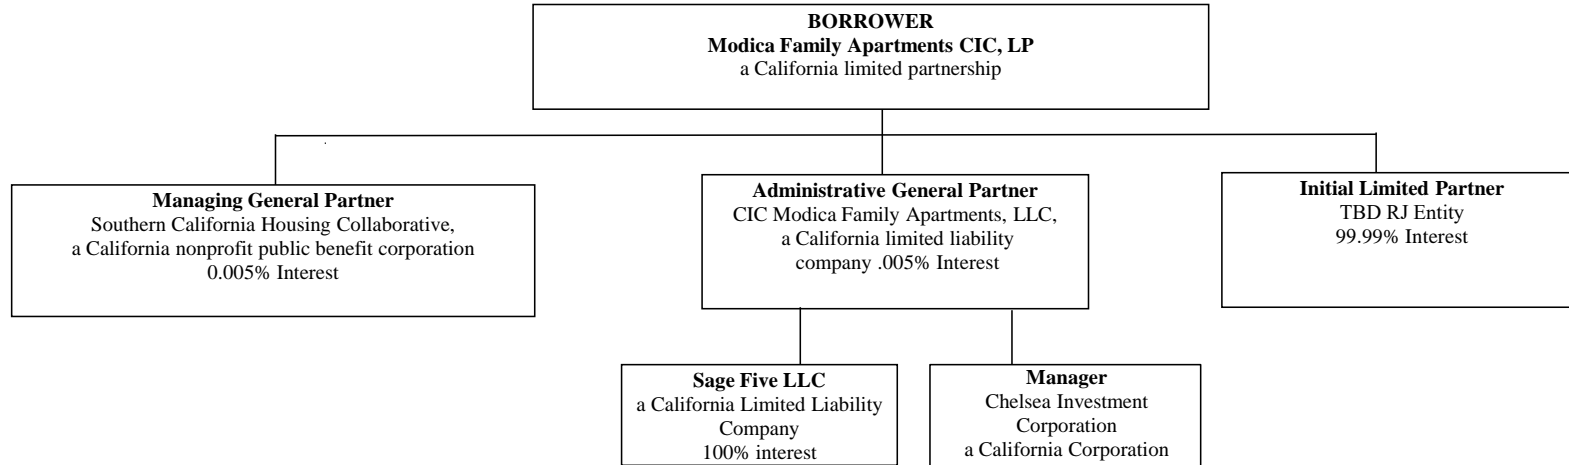 BORROWER
Modica Family Apartments CIC, LP
a California limited partnership
Managing General Partner
Southern California Housing Collaborative,
a California nonprofit public benefit corporation
0.005% Interest
Administrative General Partner
CIC Modica Family Apartments, LLC,
a California limited liability
company .005% Interest
Initial Limited Partner
TBD RJ Entity
99.99% Interest
Sage Five LLC
a California Limited Liability
Company
100% interest
Manager
Chelsea Investment
Corporation
a California Corporation